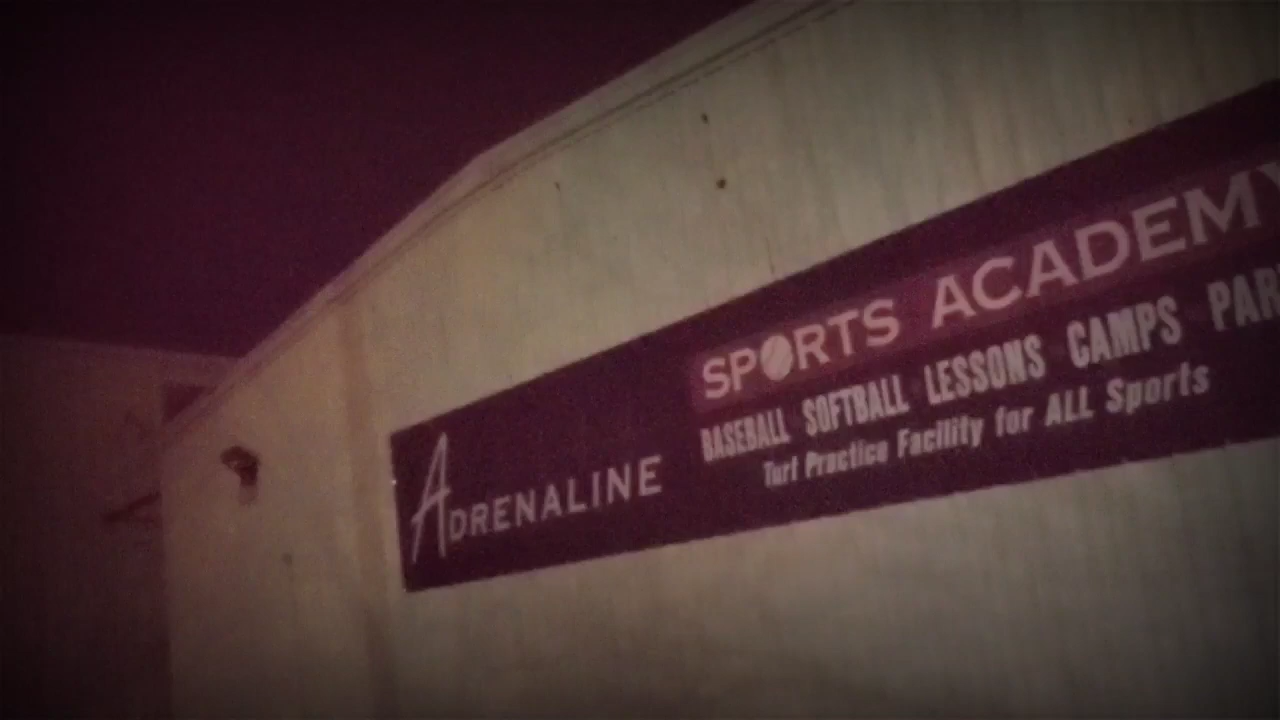 ADRENALINE
SPORTS ACADEMY
BASEBALL SOFTBALL LESSONS CAMPS
Turf Practice Facility for ALL Sports